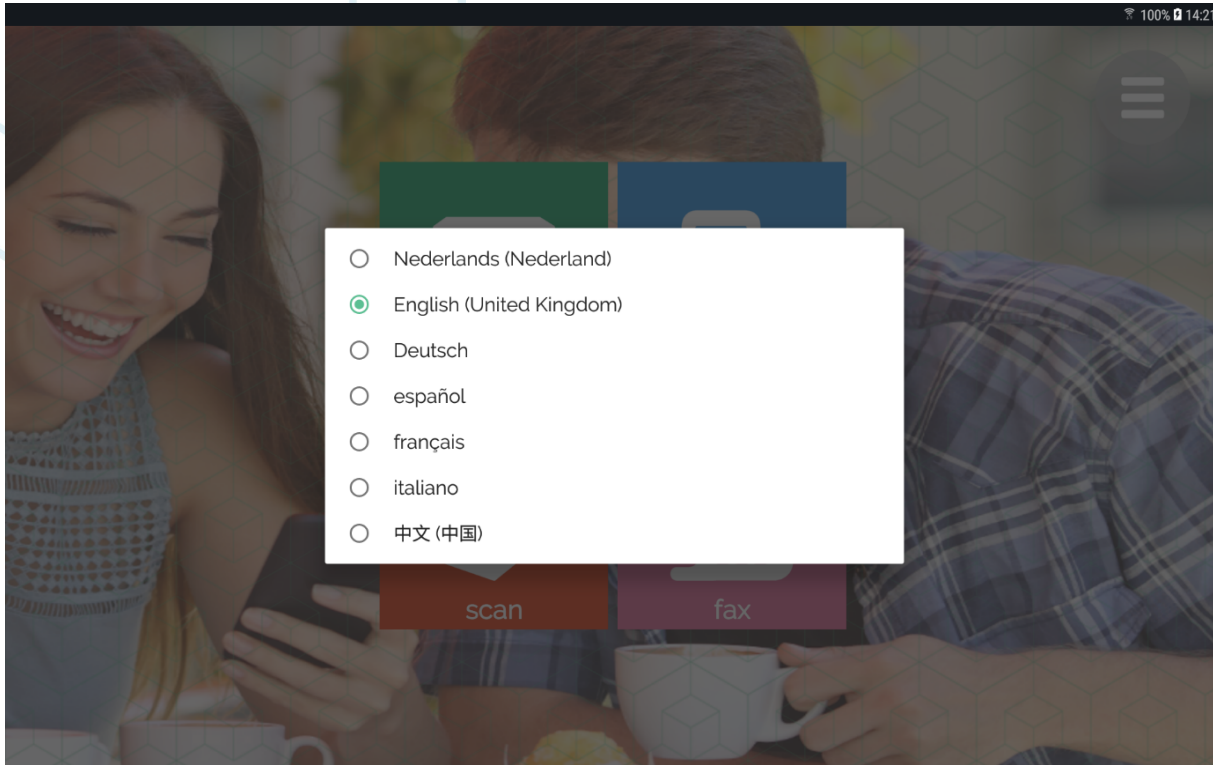 100% 14:21
Nederlands (Nederland)
English (United Kingdom)
Deutsch
español
français
italiano
中文 (中国)
scan
fax